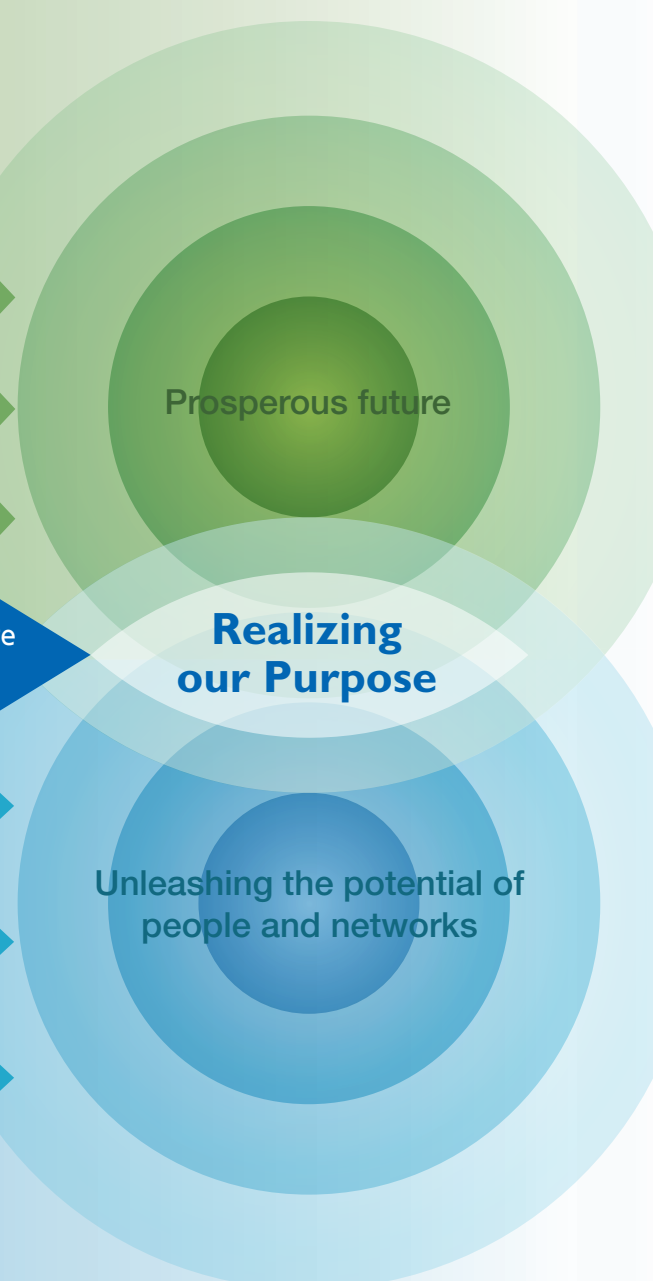 Prosperous future
e
Realizing
our Purpose
Unleashing the potential of
people and networks